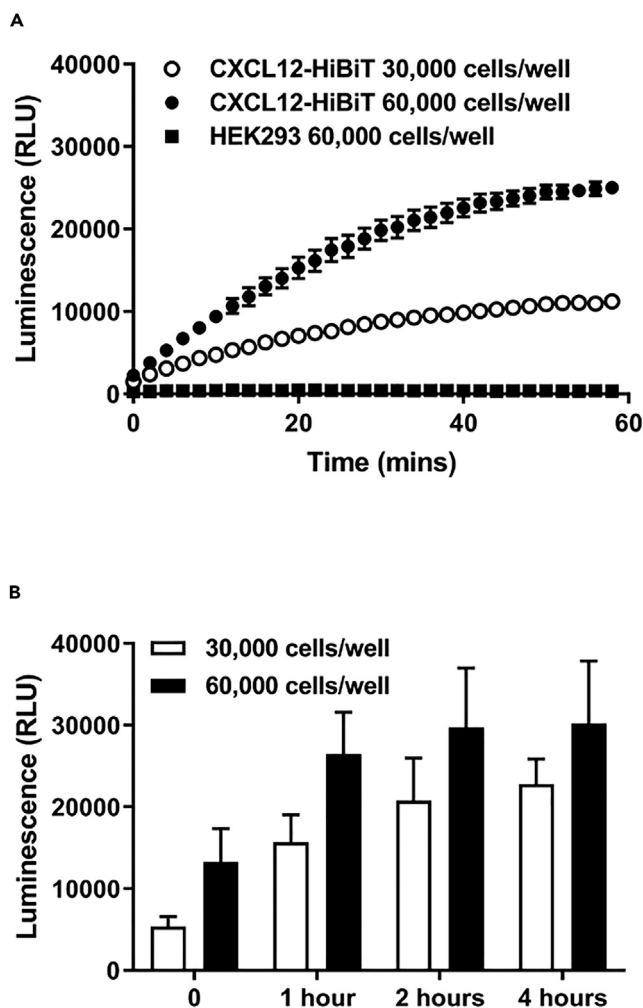 A
Luminescence (RLU)
40000
30000
20000
10000
0
CXCL12-HiBiT 30,000 cells/well
CXCL12-HiBiT 60,000 cells/well
HEK293 60,000 cells/well
0 20 40 60
Time (mins)
B
Luminescence (RLU)
40000
30000
20000
10000
0
30,000 cells/well
60,000 cells/well
0 1 hour 2 hours 4 hours